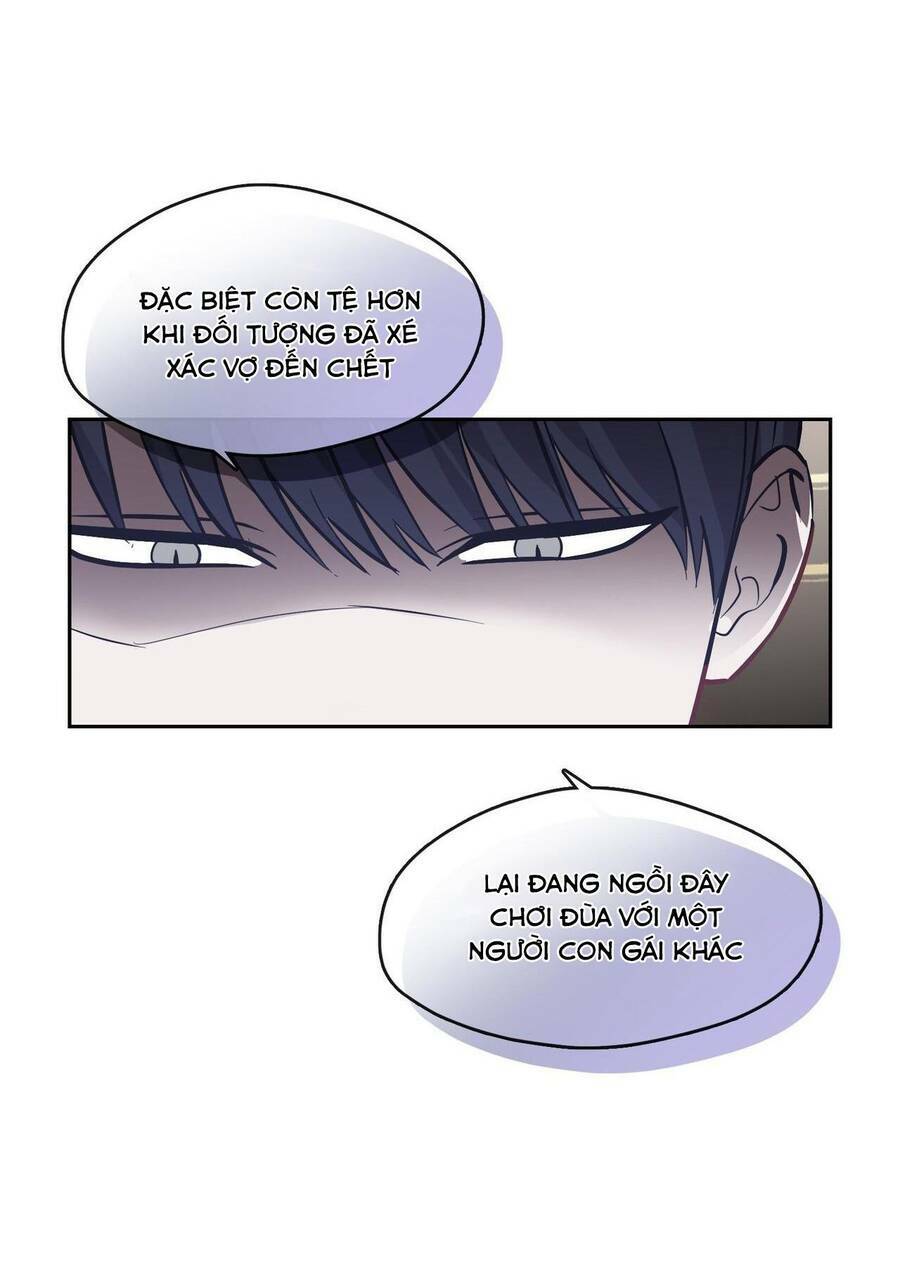 ĐẶC BIỆT CÒN TỆ HƠN
KHI ĐỐI TƯỢNG ĐÃ XÉ
XÁC VỢ ĐẾN CHẾT
LẠI ĐANG NGỒI ĐÂY
CHƠI ĐÙA VỚI MỘT
NGƯỜI CON GÁI KHÁC